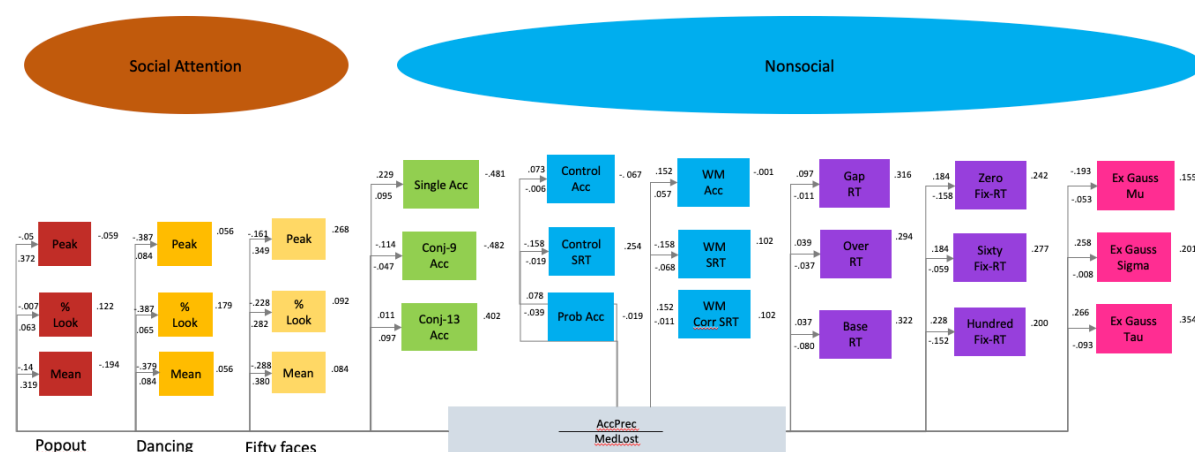 Social Attention
Nonsocial
.229
.095
Single Acc
-.481
.073
-.006
Control
Acc
-. 067
.152
.057
WM
Acc
-.001
.097
-.011
Gap
RT
.316
.184
-.158
Zero
Fix-RT
.242
-.193
-.053
Ex Gauss
Mu
.155
-.05
.372
Peak
-.059
-.387
.084
Peak
.056
-.161
.349
Peak
.268
-.114
-.047
Conj-9
Acc
-.482
-.158
-.019
Control
SRT
.254
-.158
-.068
WM
SRT
.102
.039
-.037
Over
RT
.294
.184
-.059
Sixty
Fix-RT
.277
.258
-.008
Ex Gauss
Sigma
.201
-.007
.063
%
Look
.122
-.387
.065
%
Look
.179
-.228
.282
%
Look
.092
.011
.097
Conj-13
Acc
.402
.078
-.039
Prob Acc
-.019
.152
-.011
WM
Corr SRT
.102
.037
-.080
Base
RT
.322
.228
-.152
Hundred
Fix-RT
.200
.266
-.093
Ex Gauss
Tau
.354
-.14
.319
Mean
-.194
-.379
.084
Mean
.056
-.288
.380
Mean
.084
AccPrec
MedLost
Popout
Dancing
Fifty faces